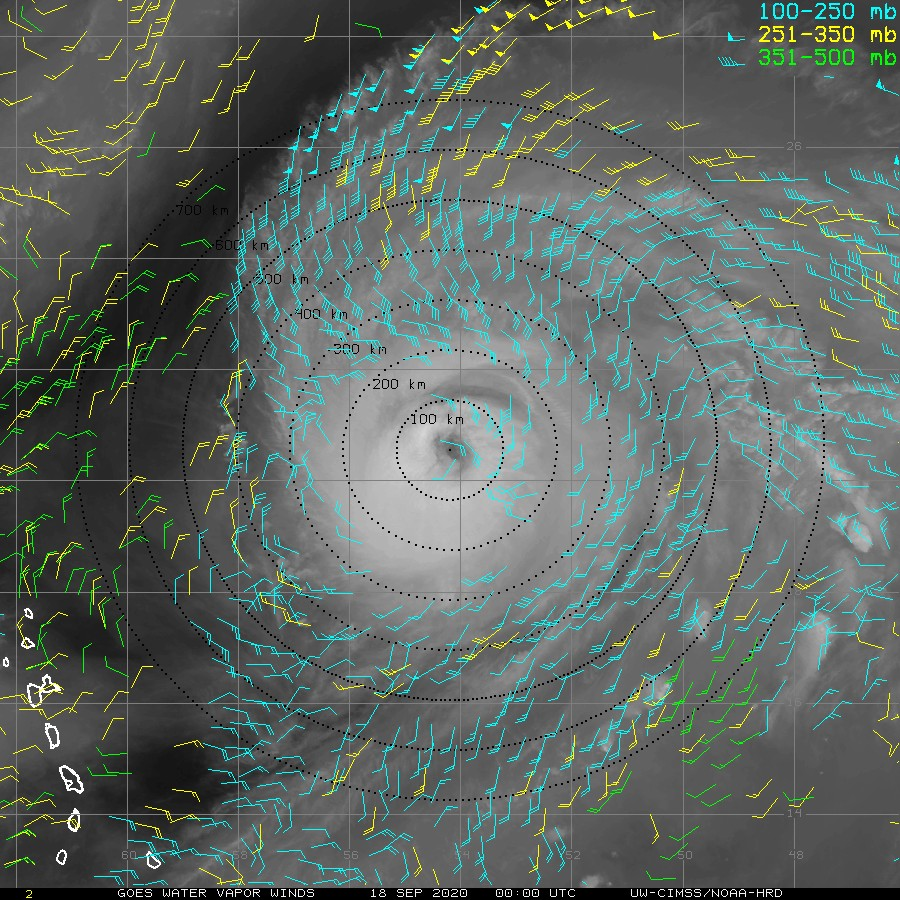 100-250 mb
251-350 mb
351-500 mb
26
700 km
600 km
500 km
400 km
300 km
200 km
100 km
14
60 58 56 54 52 50 48
2 GOES WATER VAPOR WINDS 18 SEP 2020 00:00 UTC UW-CIMSS/NOAA-HRD